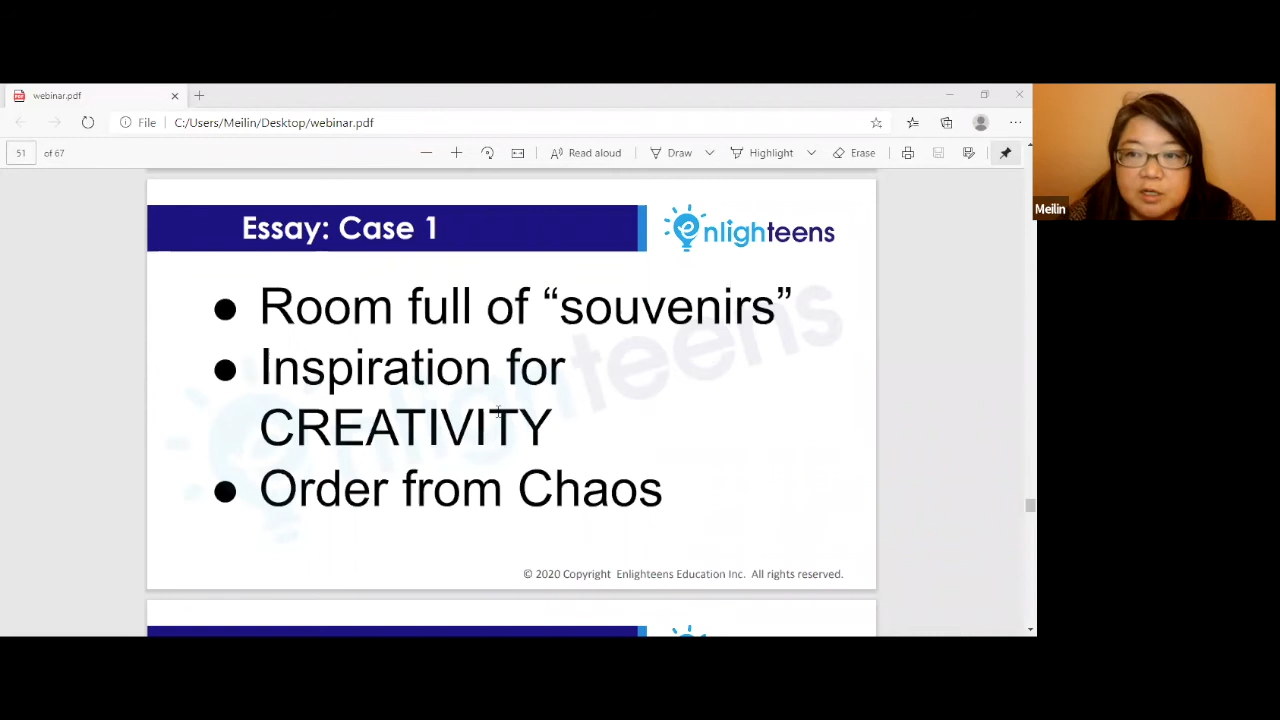 webinar.pdf
File C:/Users/Meilin/Desktop/webinar.pdf
51 of 67 Read aloud Draw Highlight Erase
Meilin
Essay: Case 1
enlighteens
● Room full of “souvenirs”
● Inspiration for
CREATIVITY
● Order from Chaos
enlighteens
© 2020 Copyright Enlighteens Education Inc. All rights reserved.